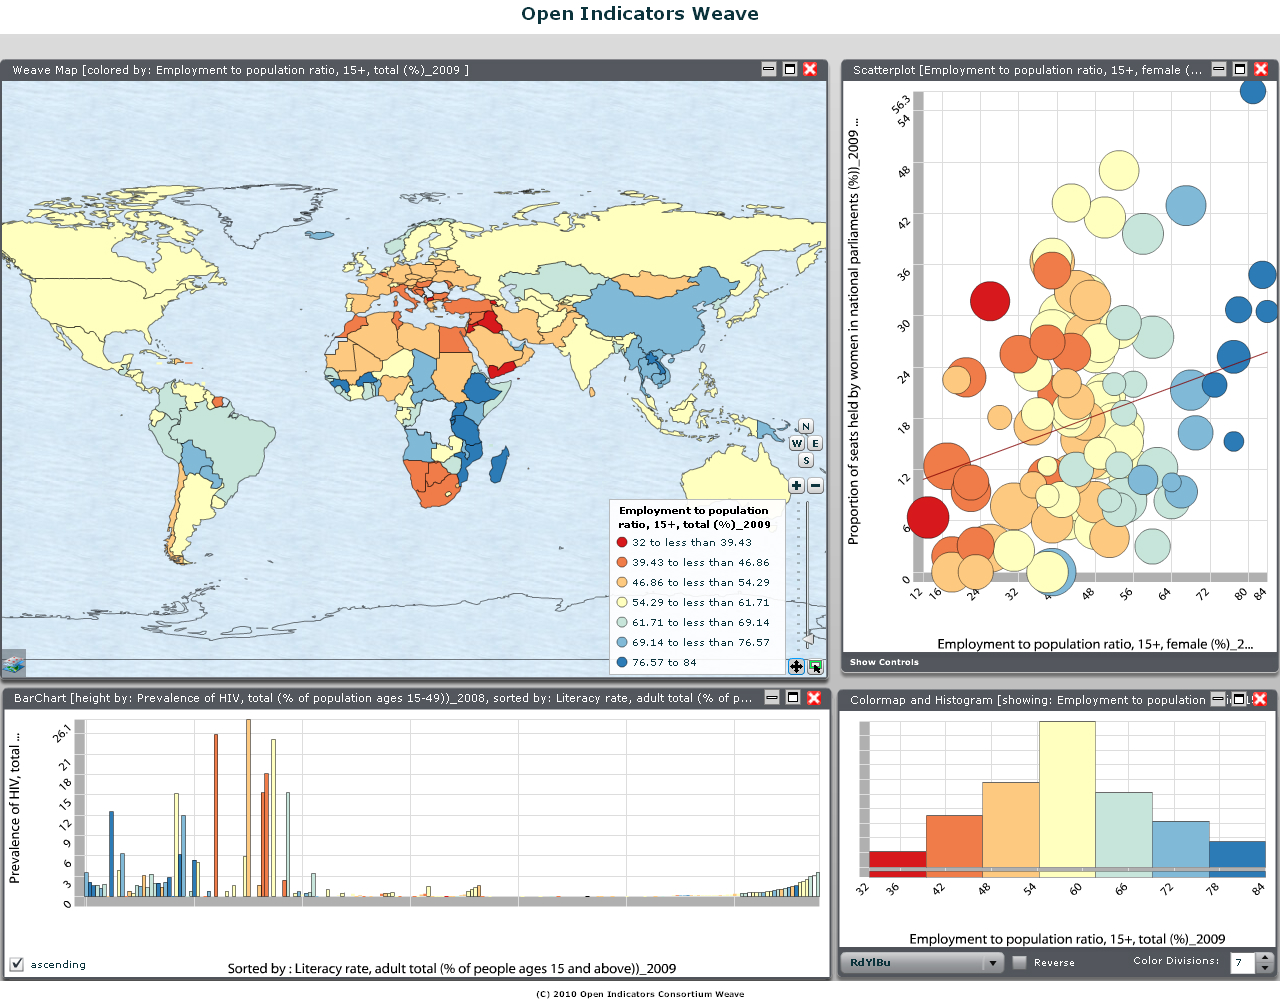 Open Indicators Weave
Weave Map [colored by: Employment to population ratio, 15+, total (%)_2009 ]
N
W E
S
Employment to population
ratio, 15+, total (%)_2009
32 to less than 39.43
39.43 to less than 46.86
46.86 to less than 54.29
54.29 to less than 61.71
61.71 to less than 69.14
69.14 to less than 76.57
76.57 to 84
Scatterplot [Employment to population ratio, 15+, female (...
Proportion of seats held by women in national parliaments (%))_2009 ...
56.3
54
48
42
36
30
24
18
12
6
0
12 16 24 32 48 56 64 72 80 84
Employment to population ratio, 15+, female (%)_2...
Show Controls
BarChart [height by: Prevalence of HIV, total (% of population ages 15-49))_2008, sorted by: Literacy rate, adult total (% of p...
Prevalence of HIV, total ...
26.1
21
18
15
12
9
6
3
0
ascending
Sorted by : Literacy rate, adult total (% of people ages 15 and above))_2009
Colormap and Histogram [showing: Employment to population
32 36 42 48 54 60 66 72 78 84
Employment to population ratio, 15+, total (%)_2009
RdYlBu
Reverse
Color Divisions: 7
(C) 2010 Open Indicators Consortium Weave